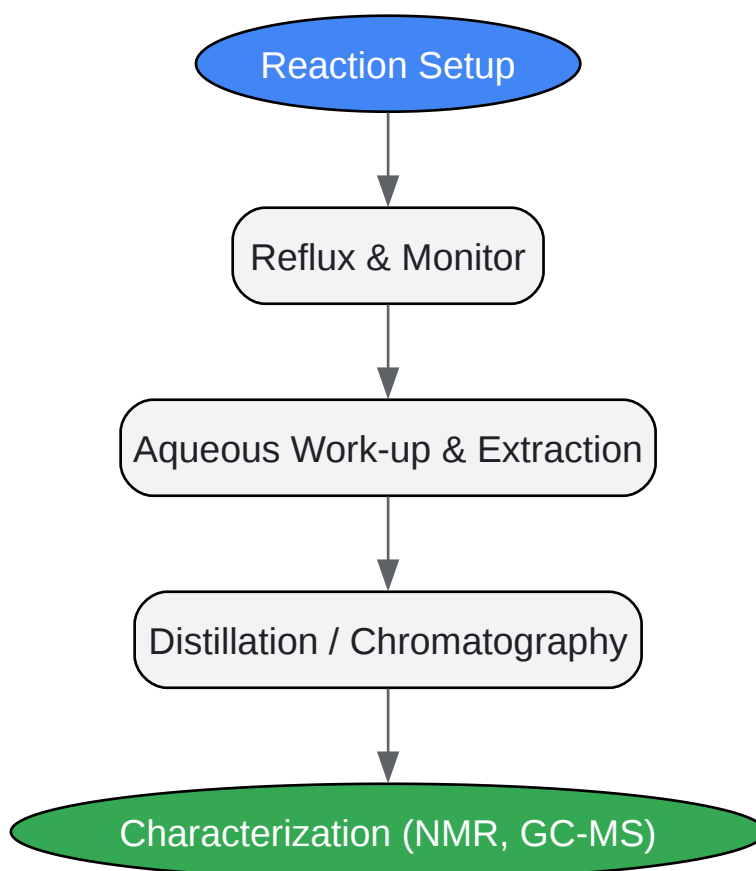 Reaction Setup
Reflux & Monitor
Aqueous Work-up & Extraction
Distillation / Chromatography
Characterization (NMR, GC-MS)